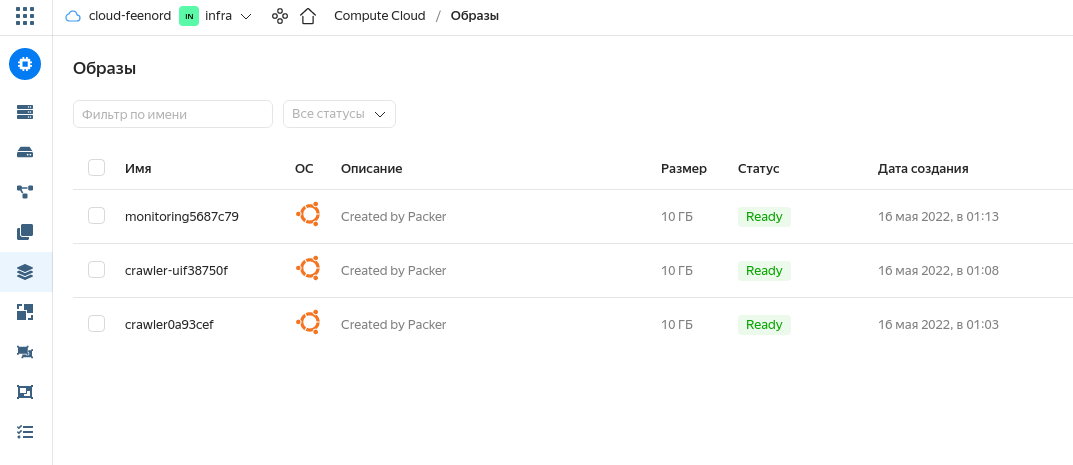 cloud-feenord IN infra Compute Cloud / Образы
Образы
Фильтр по имени Все статусы
Имя ОС Описание Размер Статус Дата создания
monitoring5687c79 Created by Packer 10 ГБ Ready 16 мая 2022, в 01:13
crawler-uif38750f Created by Packer 10 ГБ Ready 16 мая 2022, в 01:08
crawler0a93cef Created by Packer 10 ГБ Ready 16 мая 2022, в 01:03